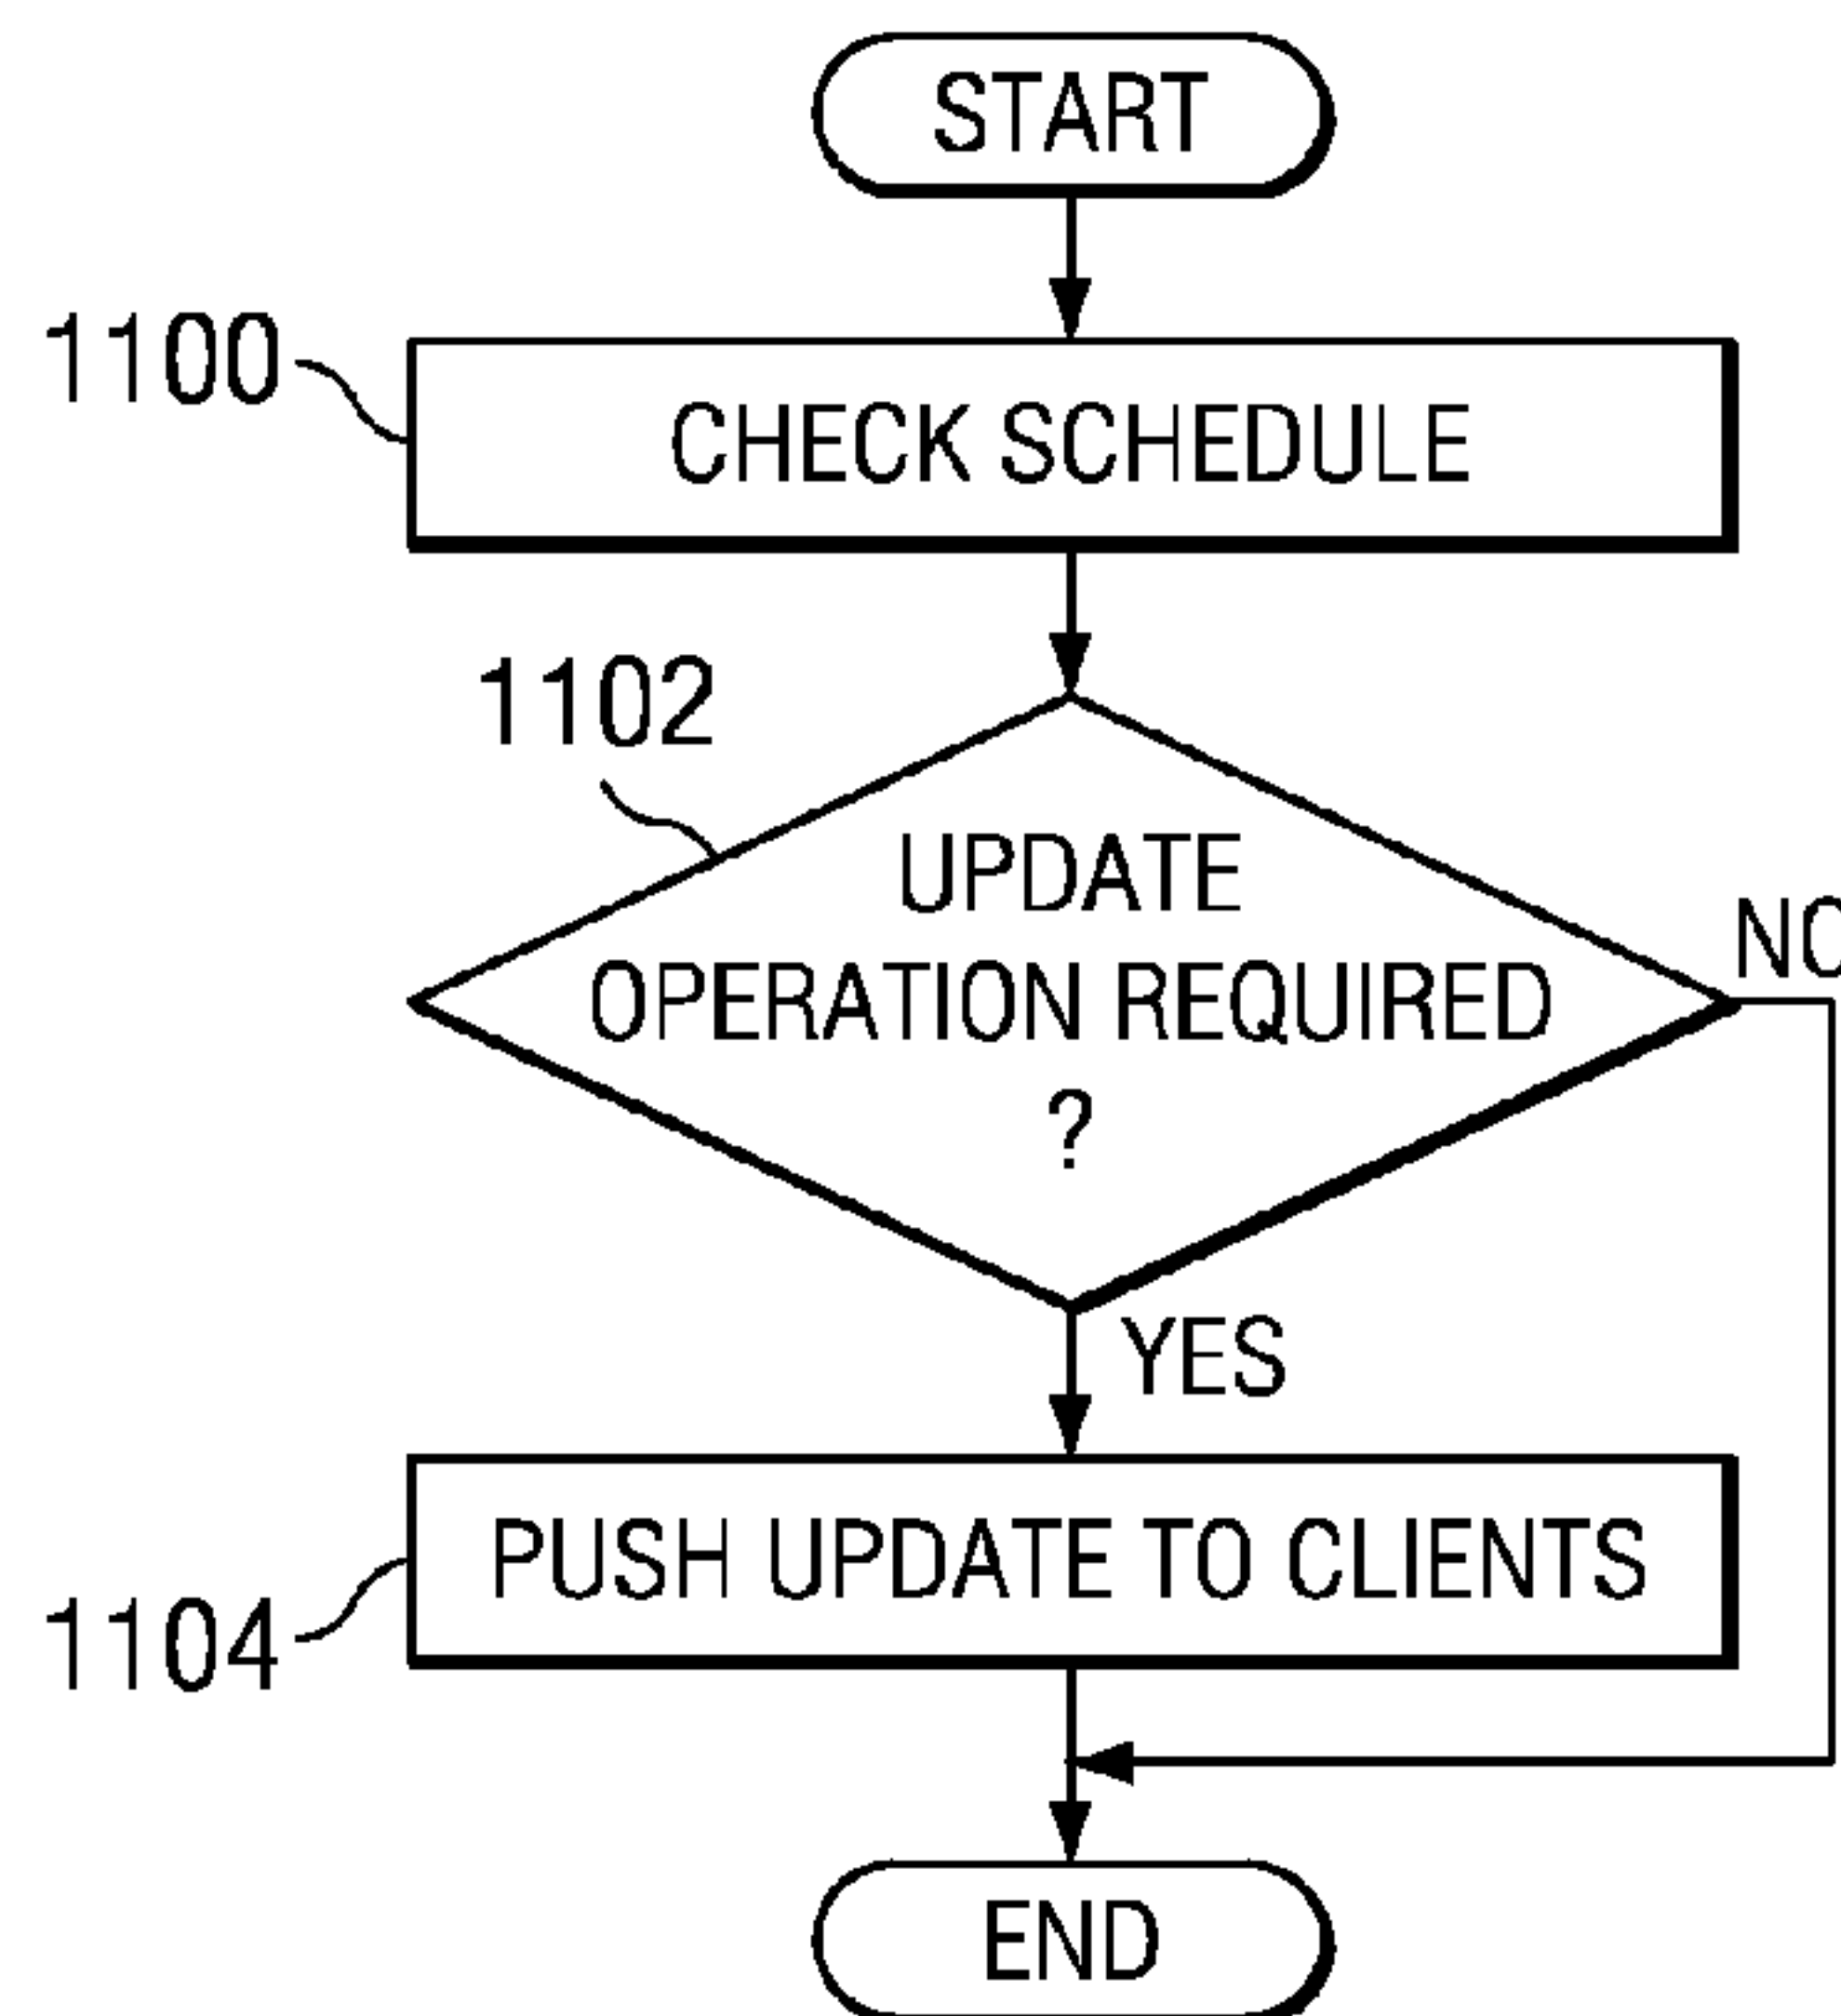 START
1100
CHECK SCHEDULE
1102
UPDATE
OPERATION REQUIRED
?
NO
YES
PUSH UPDATE TO CLIENTS
1104
END